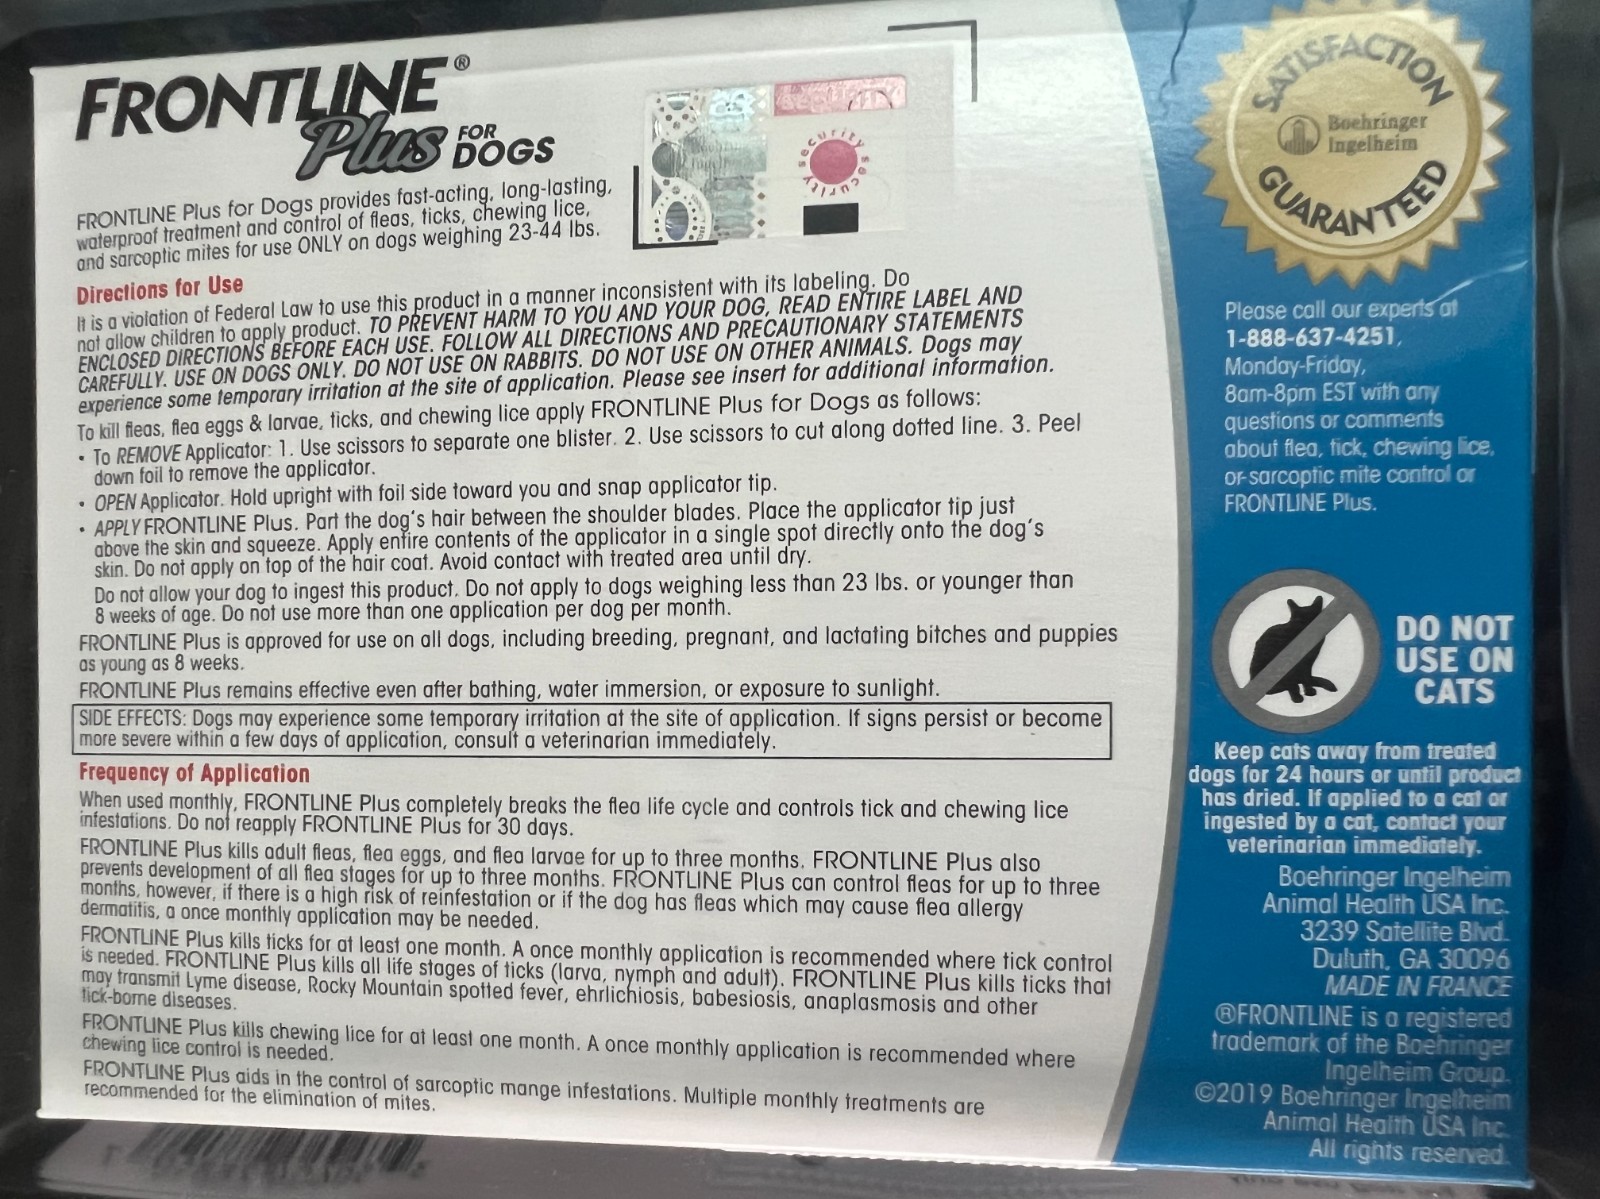 FRONTLINE®
Plus FOR
DOGS
FRONTLINE Plus for Dogs provides fast-acting, long-lasting,
waterproof treatment and control of fleas, ticks, chewing lice,
and sarcoptic mites for use ONLY on dogs weighing 23-44 lbs.
security security
Directions for Use
It is a violation of Federal Law to use this product in a manner inconsistent with its labeling. Do
not allow children to apply product. TO PREVENT HARM TO YOU AND YOUR DOG, READ ENTIRE LABEL AND
ENCLOSED DIRECTIONS BEFORE EACH USE. FOLLOW ALL DIRECTIONS AND PRECAUTIONARY STATEMENTS
CAREFULLY. USE ON DOGS ONLY. DO NOT USE ON RABBITS. DO NOT USE ON OTHER ANIMALS. Dogs may
experience some temporary irritation at the site of application. Please see insert for additional information.
To kill fleas, flea eggs & larvae, ticks, and chewing lice apply FRONTLINE Plus for Dogs as follows:
• To REMOVE Applicator: 1. Use scissors to separate one blister. 2. Use scissors to cut along dotted line. 3. Peel
down foil to remove the applicator.
• OPEN Applicator. Hold upright with foil side toward you and snap applicator tip.
• APPLY FRONTLINE Plus. Part the dog's hair between the shoulder blades. Place the applicator tip just
above the skin and squeeze. Apply entire contents of the applicator in a single spot directly onto the dog's
skin. Do not apply on top of the hair coat. Avoid contact with treated area until dry.
Do not allow your dog to ingest this product. Do not apply to dogs weighing less than 23 lbs. or younger than
8 weeks of age. Do not use more than one application per dog per month.
FRONTLINE Plus is approved for use on all dogs, including breeding, pregnant, and lactating bitches and puppies
as young as 8 weeks.
FRONTLINE Plus remains effective even after bathing, water immersion, or exposure to sunlight.
SIDE EFFECTS: Dogs may experience some temporary irritation at the site of application. If signs persist or become
more severe within a few days of application, consult a veterinarian immediately.
Frequency of Application
When used monthly, FRONTLINE Plus completely breaks the flea life cycle and controls tick and chewing lice
infestations. Do not reapply FRONTLINE Plus for 30 days.
FRONTLINE Plus kills adult fleas, flea eggs, and flea larvae for up to three months. FRONTLINE Plus also
prevents development of all flea stages for up to three months. FRONTLINE Plus can control fleas for up to three
months, however, if there is a high risk of reinfestation or if the dog has fleas which may cause flea allergy
dermatitis, a once monthly application may be needed.
FRONTLINE Plus kills ticks for at least one month. A once monthly application is recommended where tick control
is needed. FRONTLINE Plus kills all life stages of ticks (larva, nymph and adult). FRONTLINE Plus kills ticks that
may transmit Lyme disease, Rocky Mountain spotted fever, ehrlichiosis, babesiosis, anaplasmosis and other
tick-borne diseases.
FRONTLINE Plus kills chewing lice for at least one month. A once monthly application is recommended where
chewing lice control is needed.
FRONTLINE Plus aids in the control of sarcoptic mange infestations. Multiple monthly treatments are
recommended for the elimination of mites.
SATISFACTION
Boehringer
Ingelheim
GUARANTEED
Please call our experts at
1-888-637-4251,
Monday-Friday,
8am-8pm EST with any
questions or comments
about flea, tick, chewing lice,
or sarcoptic mite control or
FRONTLINE Plus.
DO NOT
USE ON
CATS
Keep cats away from treated
dogs for 24 hours or until product
has dried. If applied to a cat or
ingested by a cat, contact your
veterinarian immediately.
Boehringer Ingelheim
Animal Health USA Inc.
3239 Satellite Blvd.
Duluth, GA 30096
MADE IN FRANCE
®FRONTLINE is a registered
trademark of the Boehringer
Ingelheim Group.
©2019 Boehringer Ingelheim
Animal Health USA Inc.
All rights reserved.